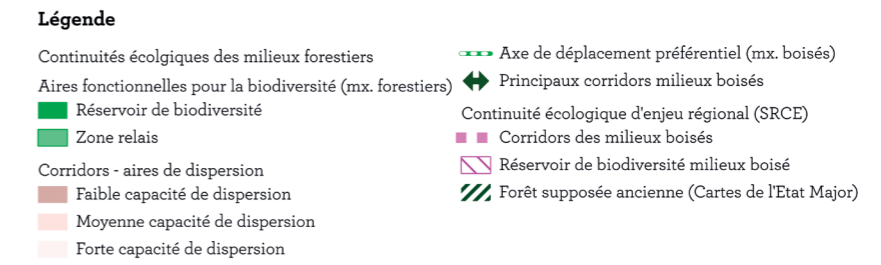 Légende
Continuités écolgiques des milieux forestiers
Aires fonctionnelles pour la biodiversité (mx. forestiers)
Réservoir de biodiversité
Zone relais
Corridors - aires de dispersion
Faible capacité de dispersion
Moyenne capacité de dispersion
Forte capacité de dispersion
Axe de déplacement préférentiel (mx. boisés)
Principaux corridors milieux boisés
Continuité écologique d'enjeu régional (SRCE)
Corridors des milieux boisés
Réservoir de biodiversité milieux boisé
Forêt supposée ancienne (Cartes de l'Etat Major)